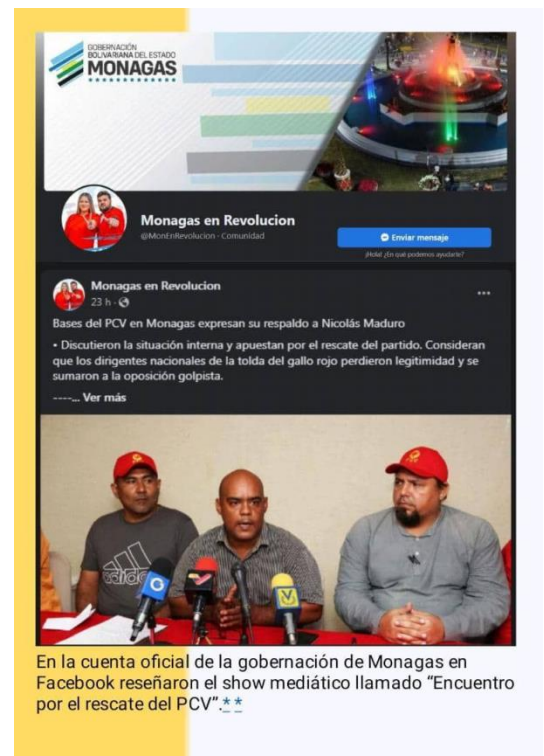 GOBERNACIÓN
BOLIVARIANA DEL ESTADO
MONAGAS
Monagas en Revolucion
@MonEnRevolucion · Comunidad
Enviar mensaje
¡Hola! ¿En qué podemos ayudarte?
Monagas en Revolucion
23 h ·
Bases del PCV en Monagas expresan su respaldo a Nicolás Maduro
• Discutieron la situación interna y apuestan por el rescate del partido. Consideran
que los dirigentes nacionales de la tolda del gallo rojo perdieron legitimidad y se
sumaron a la oposición golpista.
----... Ver más
adidas
En la cuenta oficial de la gobernación de Monagas en
Facebook reseñaron el show mediático llamado “Encuentro
por el rescate del PCV”.* *